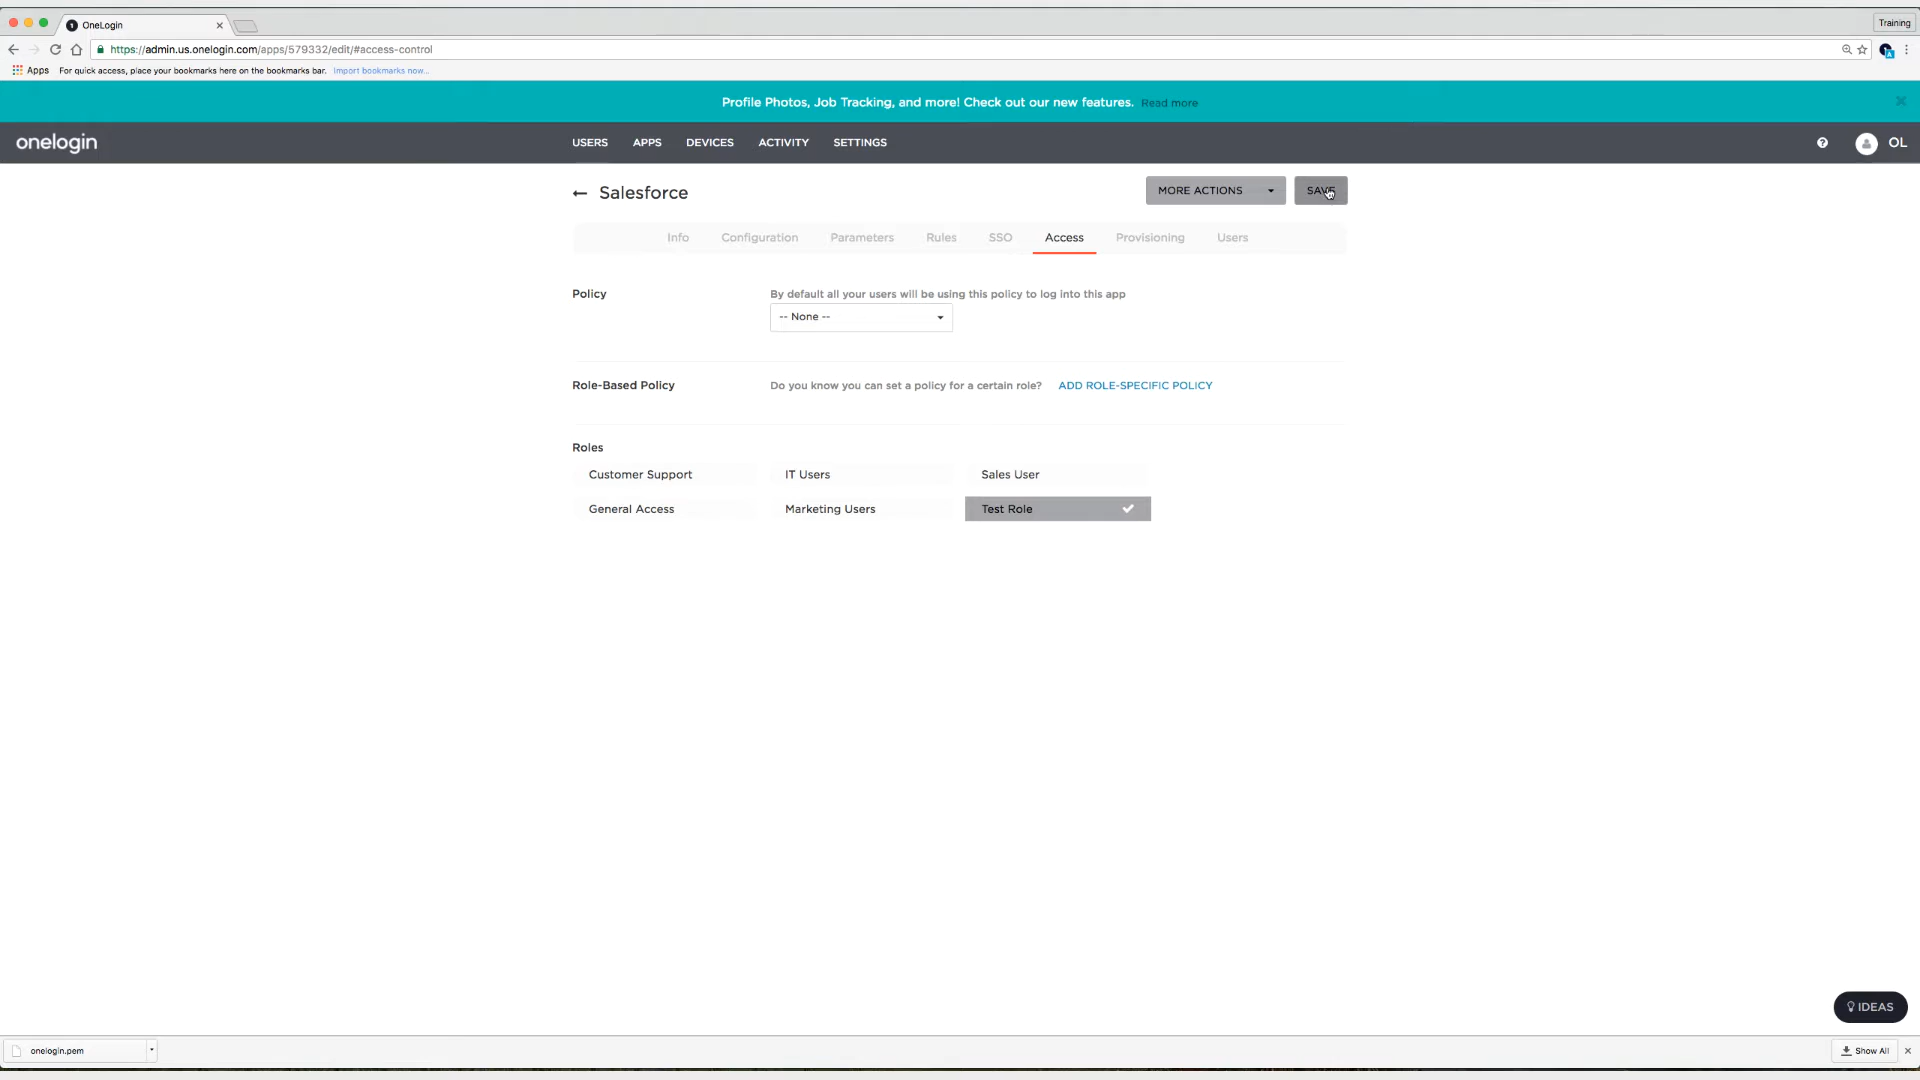 OneLogin
Training
https://admin.us.onelogin.com/apps/579332/edit/#access-control
Apps For quick access, place your bookmarks here on the bookmarks bar. Import bookmarks now...
Profile Photos, Job Tracking, and more! Check out our new features. Read more
onelogin
USERS APPS DEVICES ACTIVITY SETTINGS
? OL
← Salesforce
MORE ACTIONS SAVE
Info Configuration Parameters Rules SSO Access Provisioning Users
Policy By default all your users will be using this policy to log into this app
-- None --
Role-Based Policy Do you know you can set a policy for a certain role? ADD ROLE-SPECIFIC POLICY
Roles
Customer Support IT Users Sales User
General Access Marketing Users Test Role
IDEAS
onelogin.pem
Show All